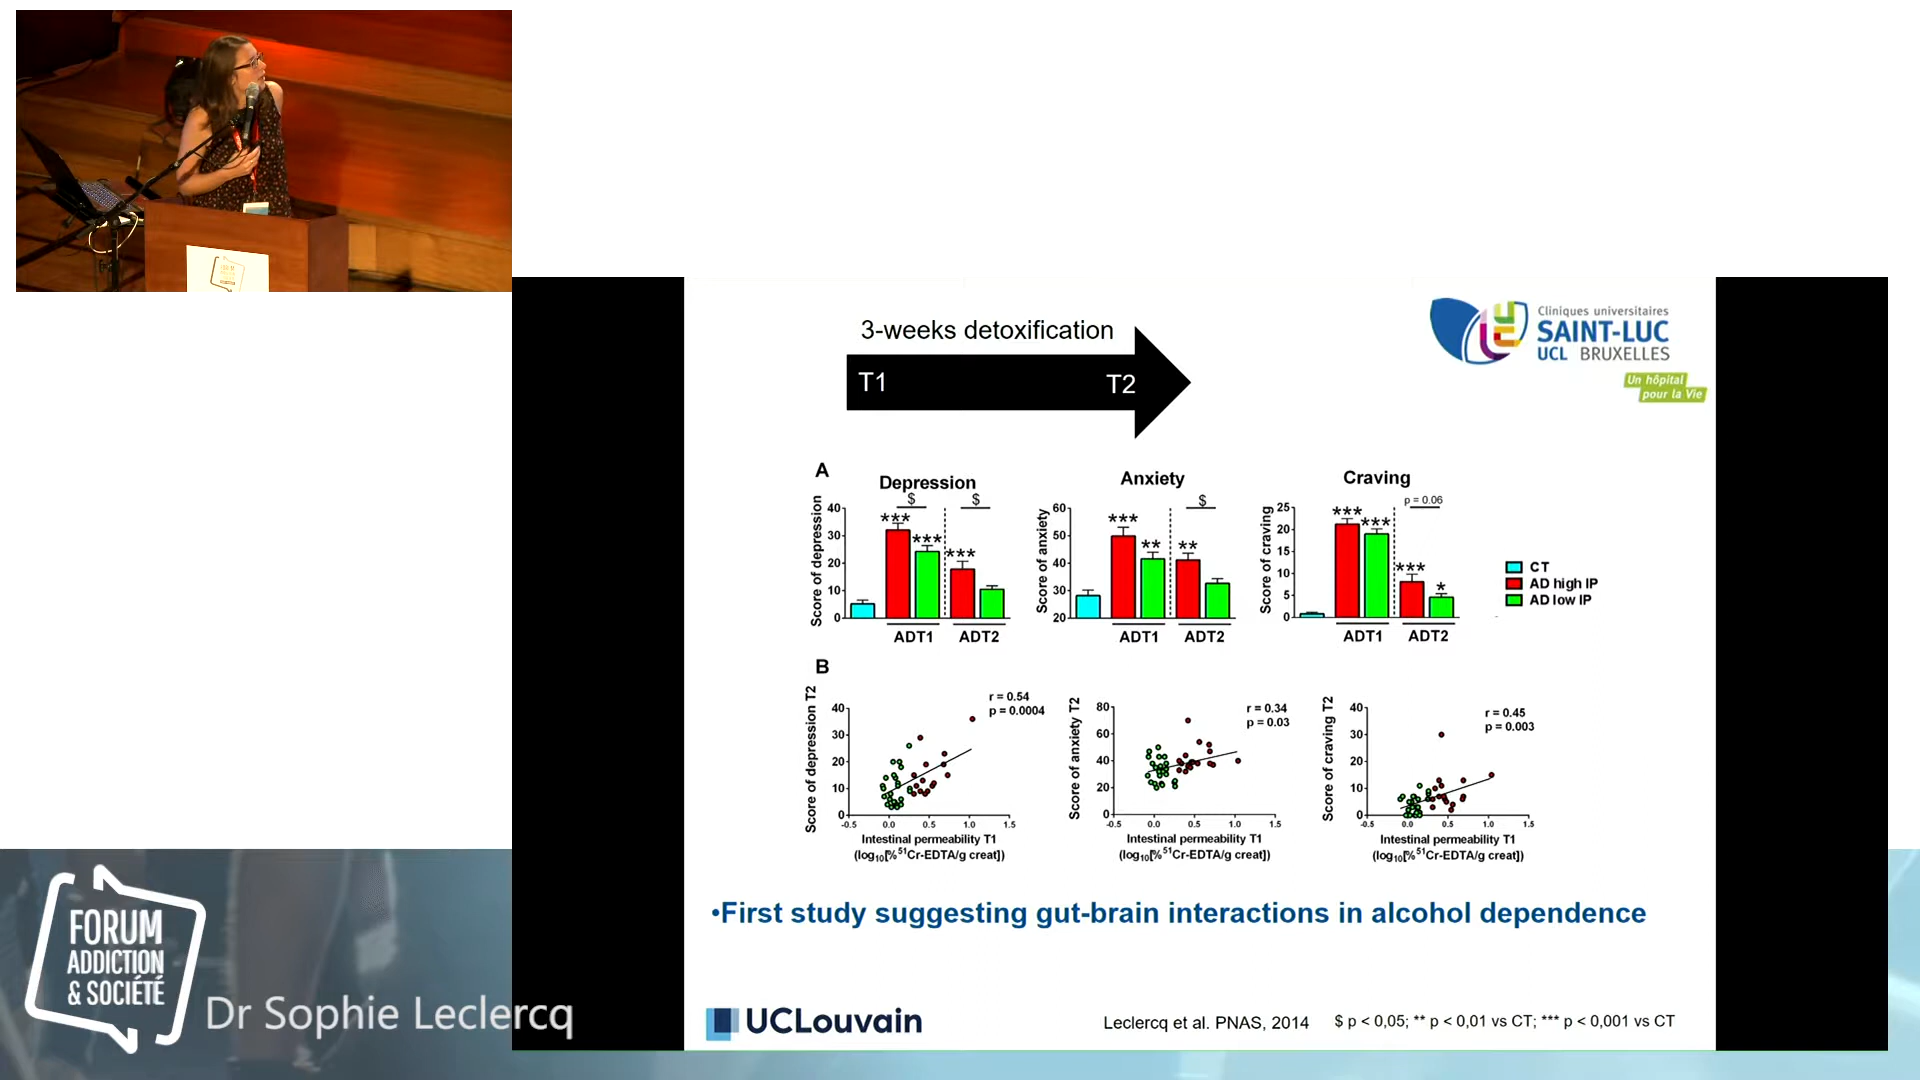 3-weeks detoxification
T1 T2
Cliniques universitaires
SAINT-LUC
UCL BRUXELLES
Un hôpital
pour la Vie
A
Depression
$ $
Score of depression
40
30
20
10
0
*** *** ***
ADT1 ADT2
Anxiety
$
Score of anxiety
60
50
40
30
20
*** ** **
ADT1 ADT2
Craving
p = 0.06
Score of craving
25
20
15
10
5
0
*** *** *** *
ADT1 ADT2
CT
AD high IP
AD low IP
B
Score of depression T2
40
30
20
10
0
r = 0.54
p = 0.0004
-0.5 0.0 0.5 1.0 1.5
Intestinal permeability T1
(log10[%51Cr-EDTA/g creat])
Score of anxiety T2
80
60
40
20
0
r = 0.34
p = 0.03
-0.5 0.0 0.5 1.0 1.5
Intestinal permeability T1
(log10[%51Cr-EDTA/g creat])
Score of craving T2
40
30
20
10
0
r = 0.45
p = 0.003
-0.5 0.0 0.5 1.0 1.5
Intestinal permeability T1
(log10[%51Cr-EDTA/g creat])
•First study suggesting gut-brain interactions in alcohol dependence
UCLouvain
Leclercq et al. PNAS, 2014
$ p < 0,05; ** p < 0,01 vs CT; *** p < 0,001 vs CT
FORUM
ADDICTION
& SOCIÉTÉ
Dr Sophie Leclercq